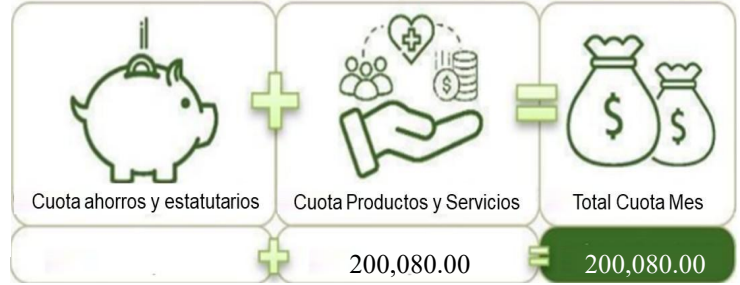 Cuota ahorros y estatutarios
Cuota Productos y Servicios
Total Cuota Mes
200,080.00
200,080.00